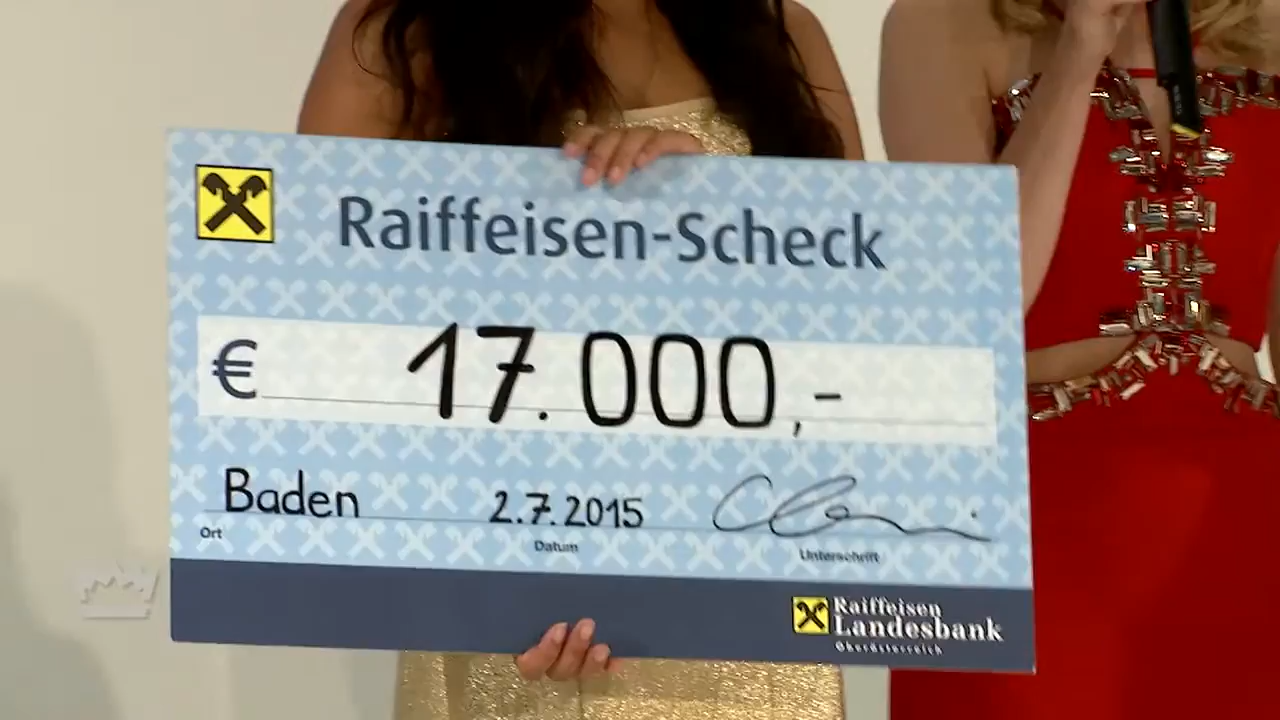 Raiffeisen-Scheck
€ 17.000,-
Baden 2.7.2015
Ort Datum Unterschrift
Raiffeisen
Landesbank
Oberösterreich